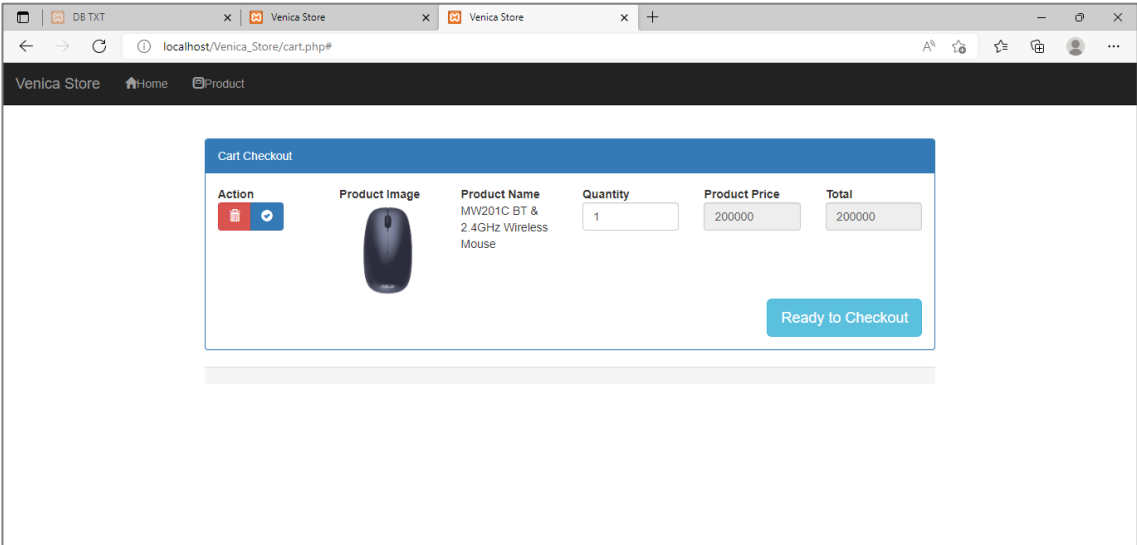 DB TXT
Venica Store
Venica Store
localhost/Venica_Store/cart.php#
Venica Store Home Product
Cart Checkout
Action Product Image Product Name Quantity Product Price Total
MW201C BT &
2.4GHz Wireless
Mouse
1 200000 200000
Ready to Checkout